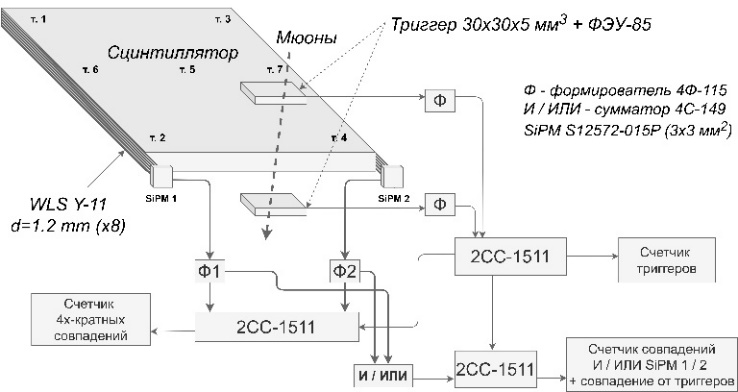 т. 1
т. 3
Мюоны
Триггер 30x30x5 мм³ + ФЭУ-85
Сцинтиллятор
т. 6
т. 5
т. 7
Ф
Ф - формирователь 4Ф-115
И / ИЛИ - сумматор 4С-149
SiPM S12572-015P (3x3 мм²)
т. 2
т. 4
WLS Y-11
d=1.2 mm (x8)
SiPM 1
SiPM 2
Ф
Ф1
Ф2
2СС-1511
Счетчик
триггеров
Счетчик
4х-кратных
совпадений
2СС-1511
И / ИЛИ
2СС-1511
Счетчик совпадений
И / ИЛИ SiPM 1 / 2
+ совпадение от триггеров